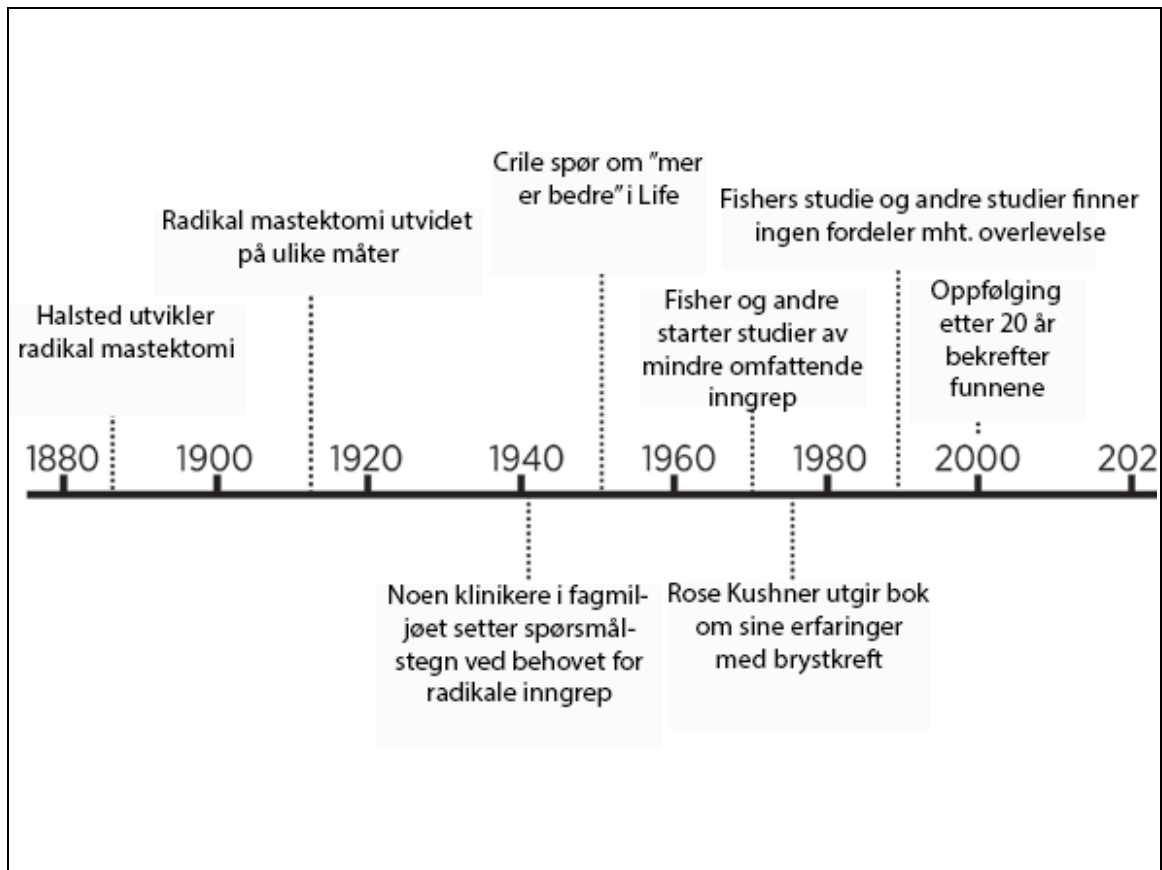 Crile spør om ”mer
er bedre” i Life
Fishers studie og andre studier finner
ingen fordeler mht. overlevelse
Radikal mastektomi utvidet
på ulike måter
Halsted utvikler
radikal mastektomi
Fisher og andre
starter studier av
mindre omfattende
inngrep
Oppfølging
etter 20 år
bekrefter
funnene
1880 1900 1920 1940 1960 1980 2000 202
Noen klinikere i fagmil-
jøet setter spørsmål-
stegn ved behovet for
radikale inngrep
Rose Kushner utgir bok
om sine erfaringer
med brystkreft